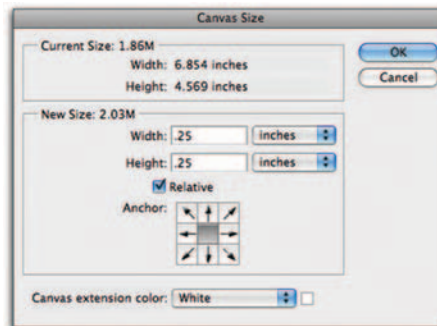 Canvas Size
Current Size: 1.86M
Width: 6.854 inches
Height: 4.569 inches
OK
Cancel
New Size: 2.03M
Width: .25 inches
Height: .25 inches
Relative
Anchor:
Canvas extension color: White